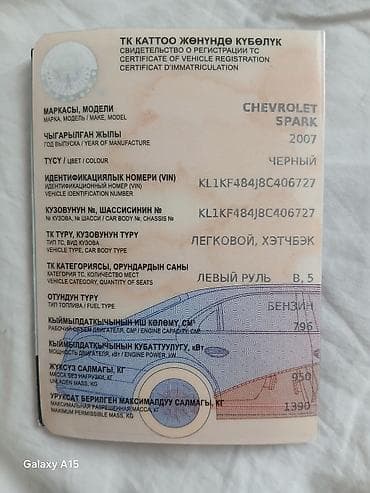 ТК КАТТОО ЖӨНҮНДӨ КҮБӨЛҮК
СВИДЕТЕЛЬСТВО О РЕГИСТРАЦИИ ТС
CERTIFICATE OF VEHICLE REGISTRATION
CERTIFICAT D'IMMATRICULATION
МАРКАСЫ, МОДЕЛИ
МАРКА, МОДЕЛЬ / MAKE, MODEL
CHEVROLET
SPARK
ЧЫГАРЫЛГАН ЖЫЛЫ
ГОД ВЫПУСКА / YEAR OF MANUFACTURE
2007
ТҮСҮ / ЦВЕТ / COLOUR
ЧЕРНЫЙ
ИДЕНТИФИКАЦИЯЛЫК НОМЕРИ (VIN)
ИДЕНТИФИКАЦИОННЫЙ НОМЕР (VIN)
VEHICLE IDENTIFICATION NUMBER
KL1KF484J8C406727
КУЗОВУНУН №, ШАССИСИНИН №
№ КУЗОВА, № ШАССИ / CAR BODY №, CHASSIS №
KL1KF484J8C406727
ТК ТҮРҮ, КУЗОВУНУН ТҮРҮ
ТИП ТС, ВИД КУЗОВА
VEHICLE TYPE, CAR BODY TYPE
ЛЕГКОВОЙ, ХЭТЧБЭК
ТК КАТЕГОРИЯСЫ, ОРУНДАРДЫН САНЫ
КАТЕГОРИЯ ТС, КОЛИЧЕСТВО МЕСТ
VEHICLE CATEGORY, QUANTITY OF SEATS
ЛЕВЫЙ РУЛЬ B, 5
ОТУНДУН ТҮРҮ
ТИП ТОПЛИВА / FUEL TYPE
БЕНЗИН
КЫЙМЫЛДАТКЫЧЫНЫН ИШ КӨЛӨМҮ, СМ³
РАБОЧИЙ ОБЪЕМ ДВИГАТЕЛЯ, СМ³ / ENGINE CAPACITY, CM³
796
КЫЙМЫЛДАТКЫЧЫНЫН КУБАТТУУЛУГУ, кВт
МОЩНОСТЬ ДВИГАТЕЛЯ, кВт / ENGINE POWER, kW
ЖҮКСҮЗ САЛМАГЫ, КГ
МАССА БЕЗ НАГРУЗКИ, КГ
UNLADEN MASS, KG
950
УРУКСАТ БЕРИЛГЕН МАКСИМАЛДУУ САЛМАГЫ, КГ
МАКСИМАЛЬНАЯ РАЗРЕШЕННАЯ МАССА, КГ
MAXIMUM PERMISSIBLE MASS, KG
1390
Galaxy A15